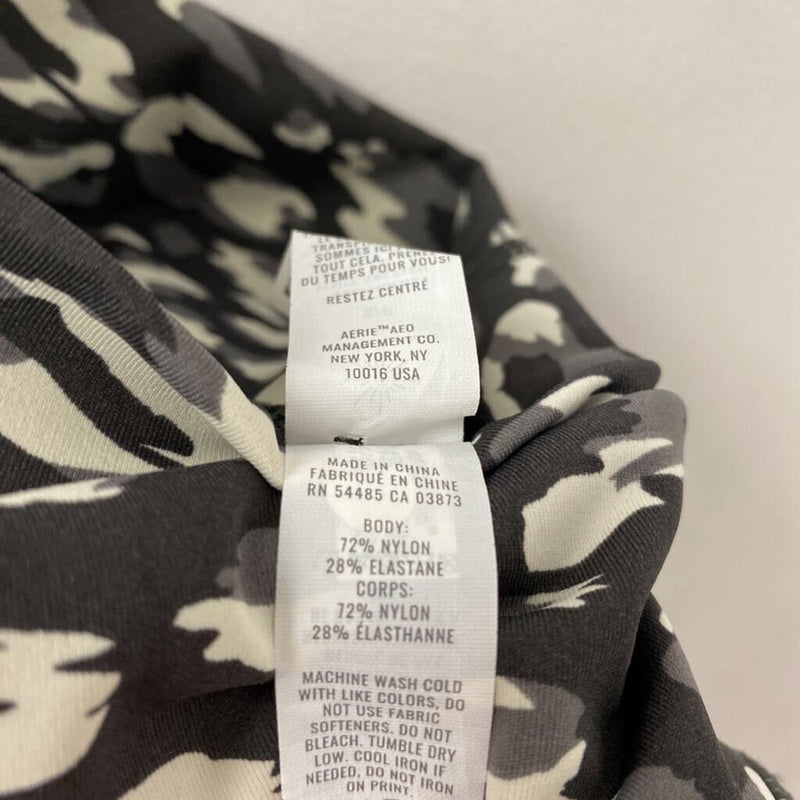 TRANSFI
SOMMES ICI P
TOUT CELA, PRENEZ
DU TEMPS POUR VOUS!
RESTEZ CENTRÉ
AERIE™AEO
MANAGEMENT CO.
NEW YORK, NY
10016 USA
MADE IN CHINA
FABRIQUÉ EN CHINE
RN 54485 CA 03873
BODY:
72% NYLON
28% ELASTANE
CORPS:
72% NYLON
28% ÉLASTHANNE
MACHINE WASH COLD
WITH LIKE COLORS, DO
NOT USE FABRIC
SOFTENERS. DO NOT
BLEACH. TUMBLE DRY
LOW. COOL IRON IF
NEEDED, DO NOT IRON
ON PRINT.